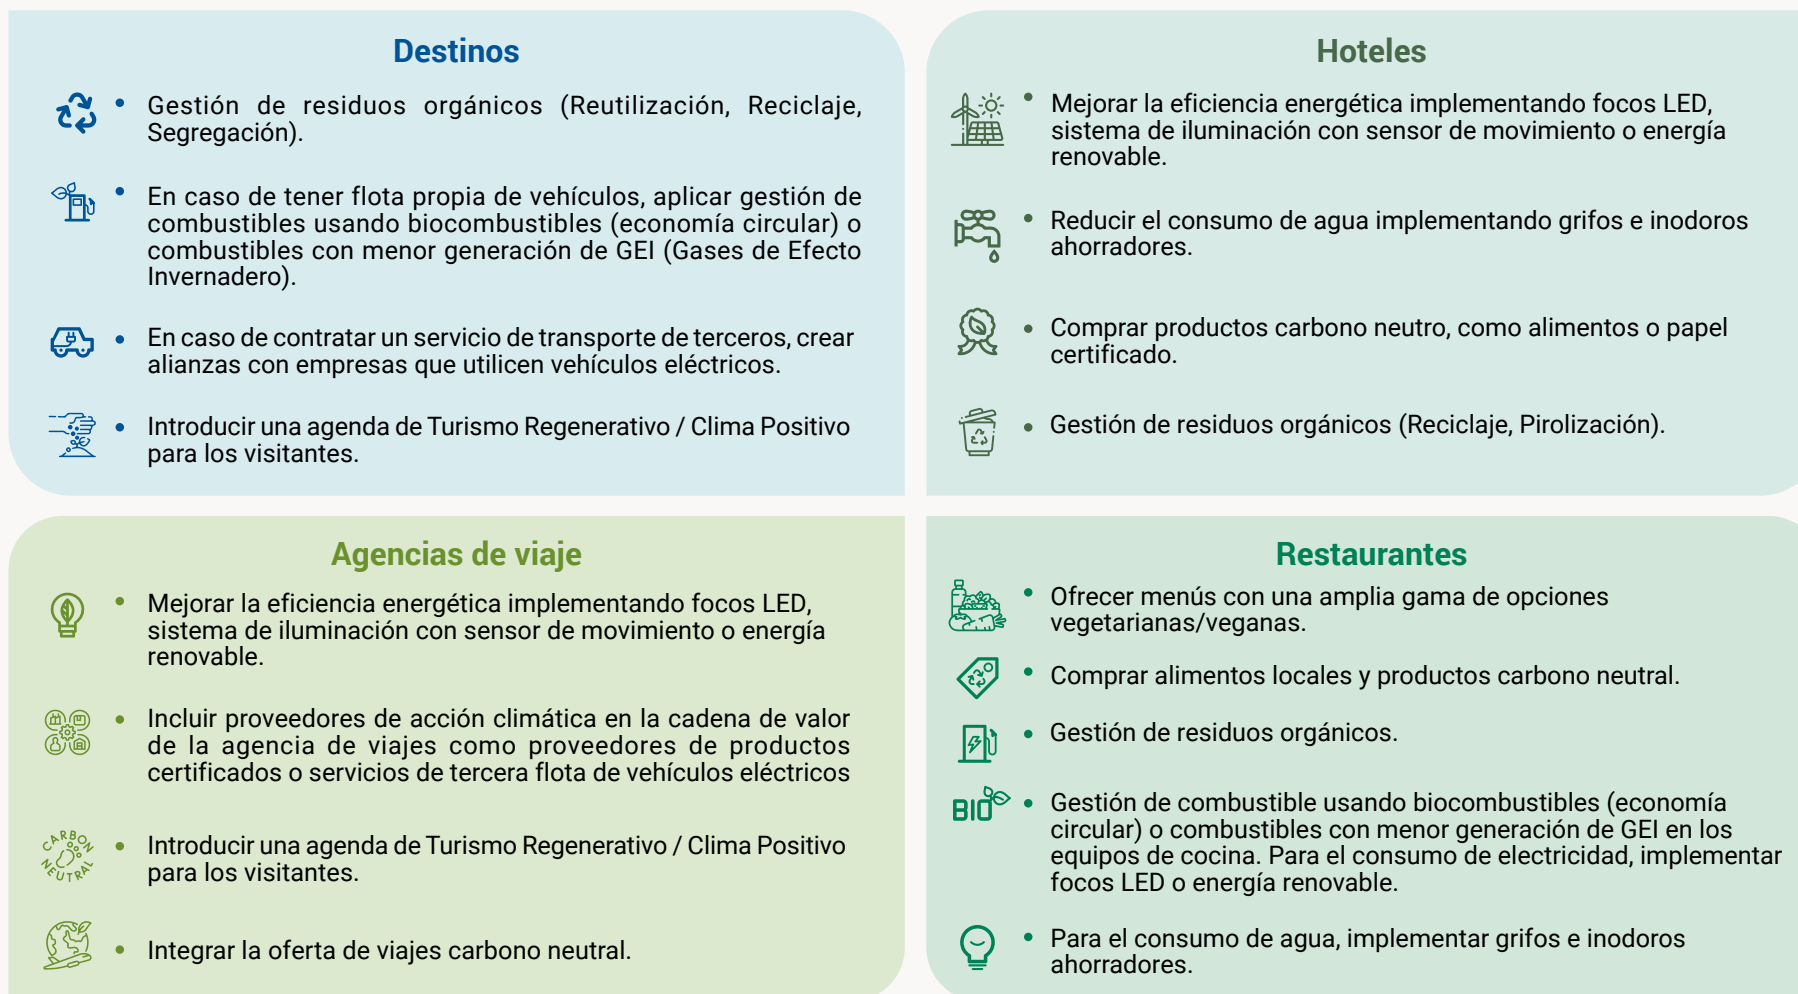 Destinos
Gestión de residuos orgánicos (Reutilización, Reciclaje,
Segregación).
En caso de tener flota propia de vehículos, aplicar gestión de
combustibles usando biocombustibles (economía circular) o
combustibles con menor generación de GEI (Gases de Efecto
Invernadero).
En caso de contratar un servicio de transporte de terceros, crear
alianzas con empresas que utilicen vehículos eléctricos.
Introducir una agenda de Turismo Regenerativo / Clima Positivo
para los visitantes.
Hoteles
Mejorar la eficiencia energética implementando focos LED,
sistema de iluminación con sensor de movimiento o energía
renovable.
Reducir el consumo de agua implementando grifos e inodoros
ahorradores.
Comprar productos carbono neutro, como alimentos o papel
certificado.
Gestión de residuos orgánicos (Reciclaje, Pirolización).
Agencias de viaje
Mejorar la eficiencia energética implementando focos LED,
sistema de iluminación con sensor de movimiento o energía
renovable.
Incluir proveedores de acción climática en la cadena de valor
de la agencia de viajes como proveedores de productos
certificados o servicios de tercera flota de vehículos eléctricos
CARBON
NEUTRAL
Introducir una agenda de Turismo Regenerativo / Clima Positivo
para los visitantes.
Integrar la oferta de viajes carbono neutral.
Restaurantes
Ofrecer menús con una amplia gama de opciones
vegetarianas/veganas.
Comprar alimentos locales y productos carbono neutral.
Gestión de residuos orgánicos.
BIO
Gestión de combustible usando biocombustibles (economía
circular) o combustibles con menor generación de GEI en los
equipos de cocina. Para el consumo de electricidad, implementar
focos LED o energía renovable.
Para el consumo de agua, implementar grifos e inodoros
ahorradores.